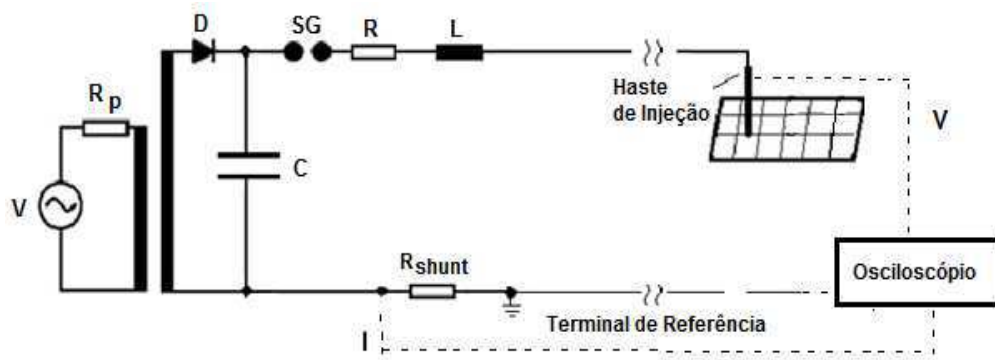 D
SG
R
L
R p
Haste
de Injeção
V
V
C
R shunt
Osciloscópio
Terminal de Referência
I